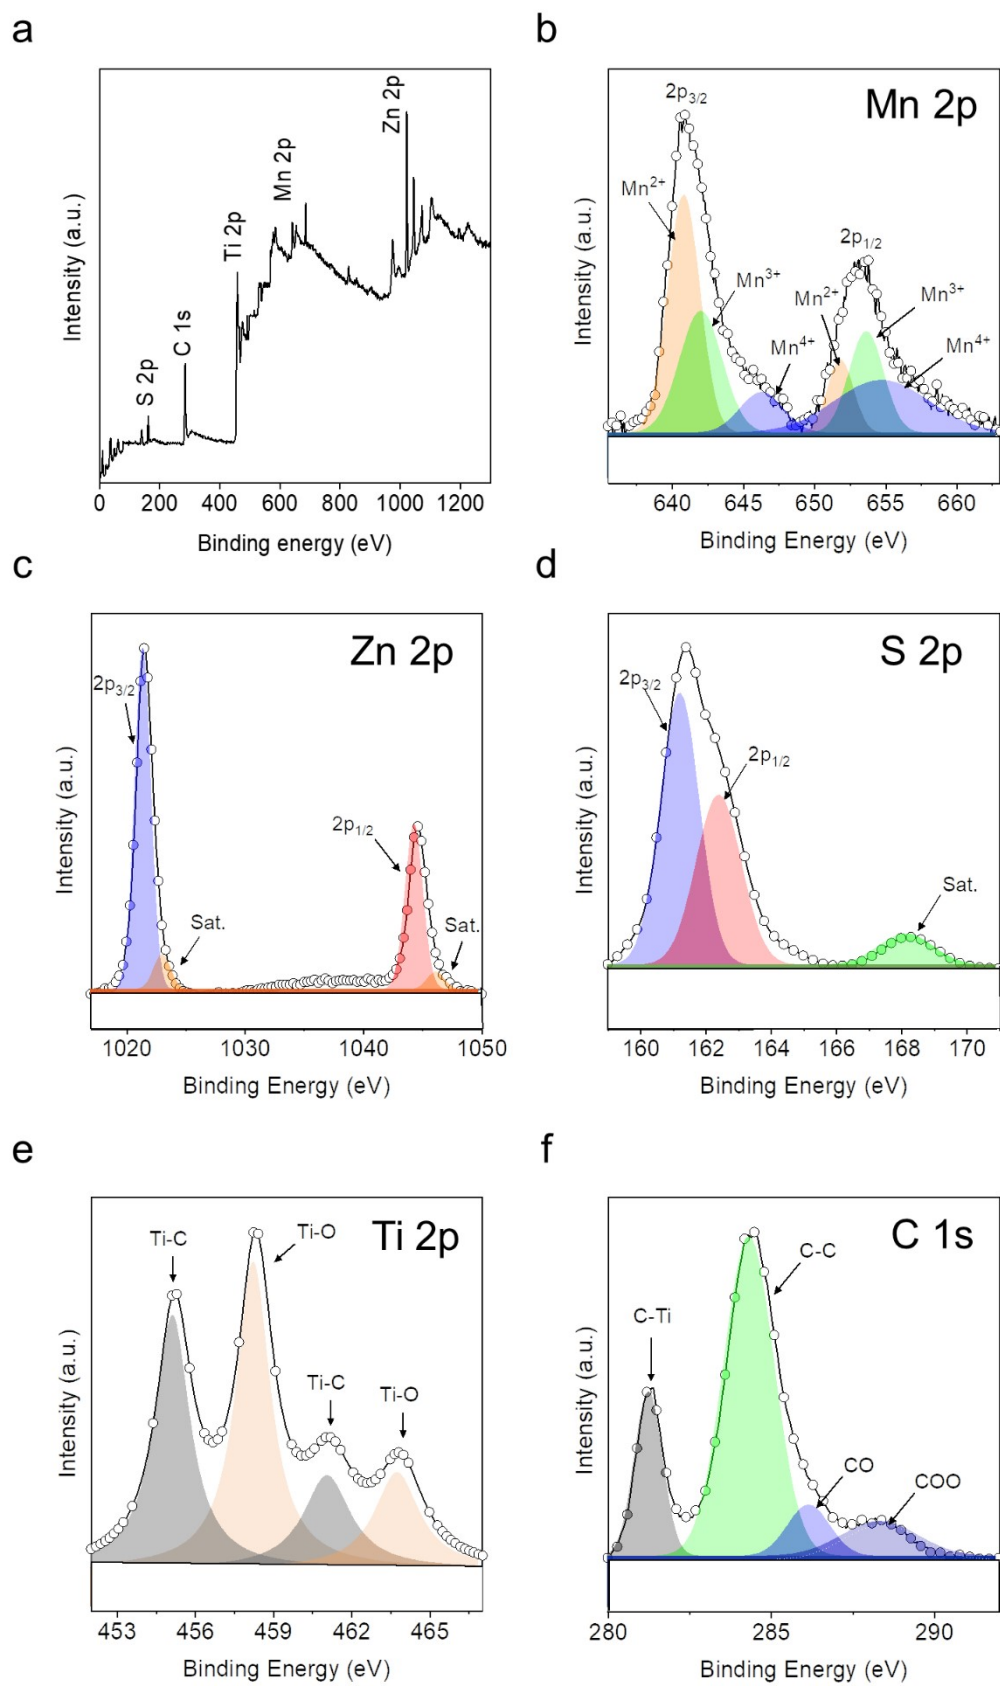 a
Intensity (a.u.)
S 2p
C 1s
Ti 2p
Mn 2p
Zn 2p
0 200 400 600 800 1000 1200
Binding energy (eV)
b
Mn 2p
Intensity (a.u.)
2p3/2
Mn2+
Mn3+
Mn4+
2p1/2
Mn2+
Mn3+
Mn4+
640 645 650 655 660
Binding Energy (eV)
c
Zn 2p
Intensity (a.u.)
2p3/2
Sat.
2p1/2
Sat.
1020 1030 1040 1050
Binding Energy (eV)
d
S 2p
Intensity (a.u.)
2p3/2
2p1/2
Sat.
160 162 164 166 168 170
Binding Energy (eV)
e
Ti 2p
Intensity (a.u.)
Ti-C
Ti-O
Ti-C
Ti-O
453 456 459 462 465
Binding Energy (eV)
f
C 1s
Intensity (a.u.)
C-Ti
C-C
CO
COO
280 285 290
Binding Energy (eV)